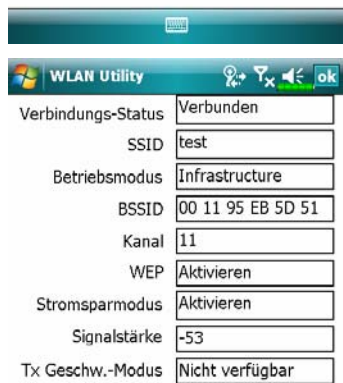 WLAN Utility ok
Verbindungs-Status Verbunden
SSID test
Betriebsmodus Infrastructure
BSSID 00 11 95 EB 5D 51
Kanal 11
WEP Aktivieren
Stromsparmodus Aktivieren
Signalstärke -53
Tx Geschw.-Modus Nicht verfügbar